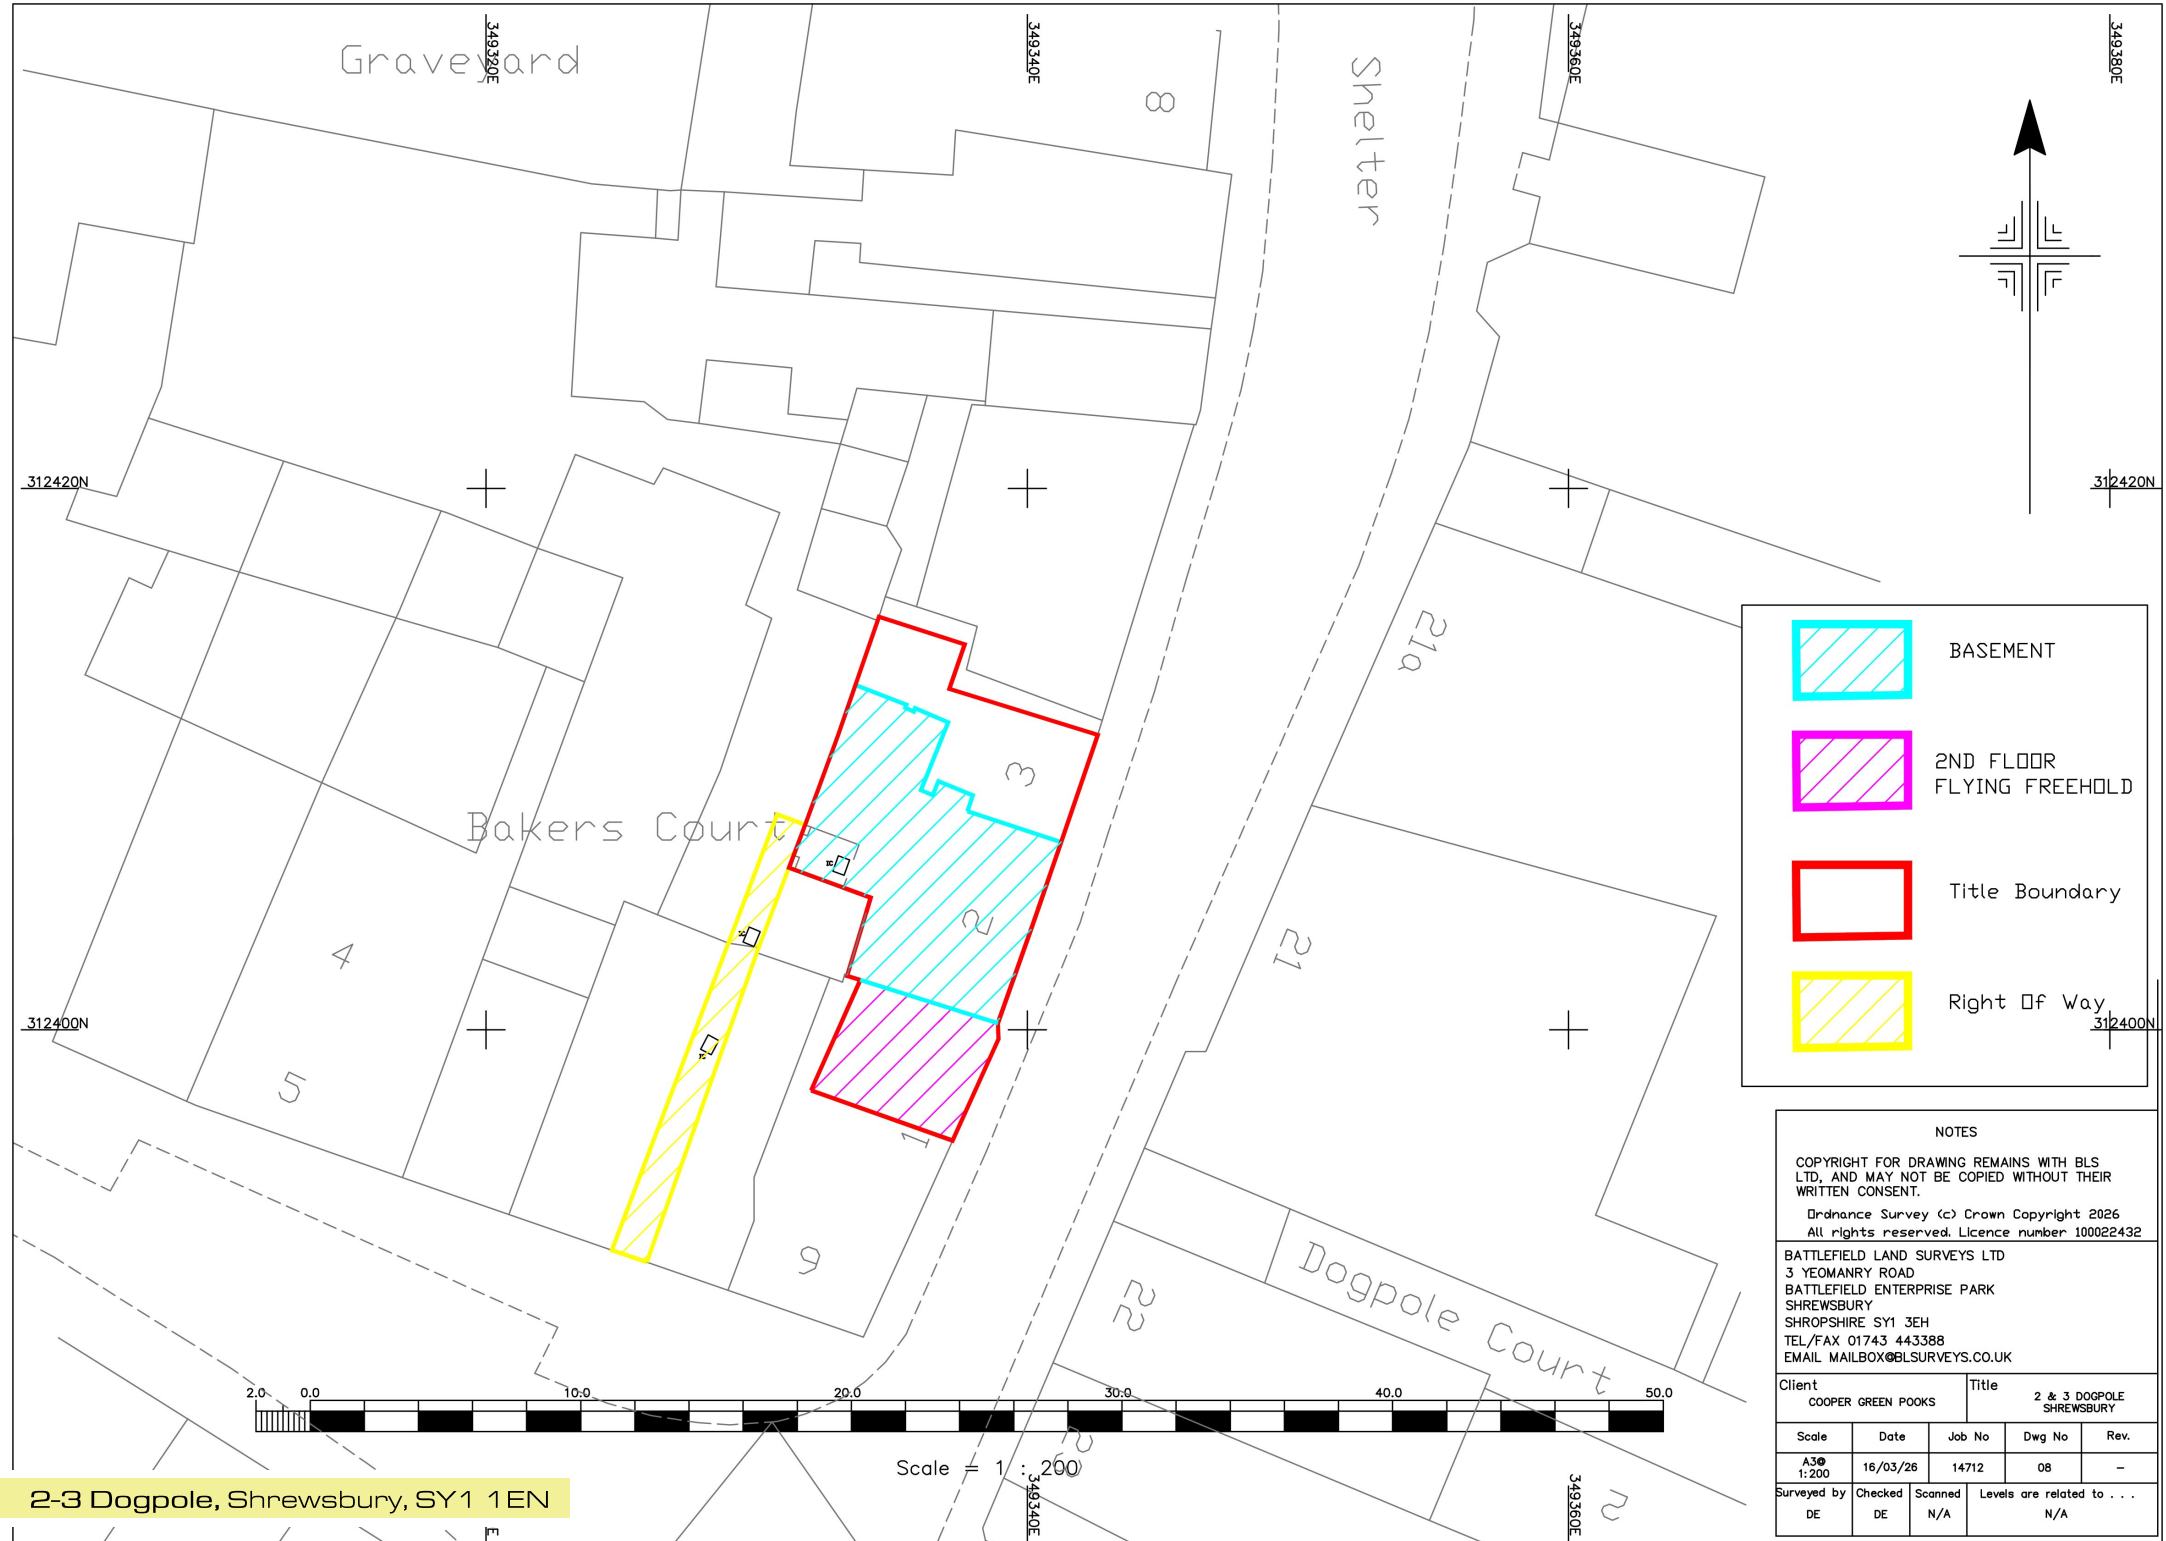 349320E
349340E
349360E
349380E
Graveyard
8
Shelter
312420N
312420N
21a
BASEMENT
2ND FLOOR
FLYING FREEHOLD
Title Boundary
Right Of Way
3
Bakers Court
2
21
4
312400N
312400N
5
1
9
22
Dogpole Court
NOTES
COPYRIGHT FOR DRAWING REMAINS WITH BLS
LTD, AND MAY NOT BE COPIED WITHOUT THEIR
WRITTEN CONSENT.
Ordnance Survey (c) Crown Copyright 2026
All rights reserved. Licence number 100022432
BATTLEFIELD LAND SURVEYS LTD
3 YEOMANRY ROAD
BATTLEFIELD ENTERPRISE PARK
SHREWSBURY
SHROPSHIRE SY1 3EH
TEL/FAX 01743 443388
EMAIL MAILBOX@BLSURVEYS.CO.UK
Client
COOPER GREEN POOKS
Title
2 & 3 DOGPOLE
SHREWSBURY
Scale Date Job No Dwg No Rev.
A3@
1:200
16/03/26 14712 08 -
Surveyed by Checked Scanned Levels are related to . . .
DE DE N/A N/A
2.0 0.0 10.0 20.0 30.0 40.0 50.0
Scale = 1 : 200
23
2
349340E
349360E
E
2-3 Dogpole, Shrewsbury, SY1 1EN